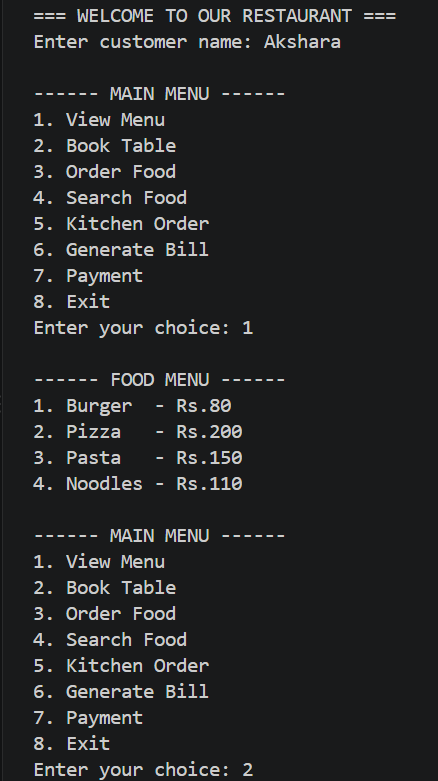 === WELCOME TO OUR RESTAURANT ===
Enter customer name: Akshara

------ MAIN MENU ------
1. View Menu
2. Book Table
3. Order Food
4. Search Food
5. Kitchen Order
6. Generate Bill
7. Payment
8. Exit
Enter your choice: 1

------ FOOD MENU ------
1. Burger  - Rs.80
2. Pizza   - Rs.200
3. Pasta   - Rs.150
4. Noodles - Rs.110

------ MAIN MENU ------
1. View Menu
2. Book Table
3. Order Food
4. Search Food
5. Kitchen Order
6. Generate Bill
7. Payment
8. Exit
Enter your choice: 2